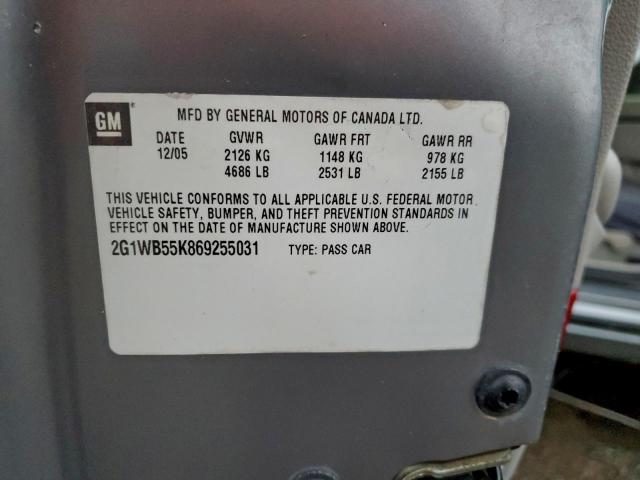 GM
MFD BY GENERAL MOTORS OF CANADA LTD.
DATE GVWR GAWR FRT GAWR RR
12/05 2126 KG 1148 KG 978 KG
4686 LB 2531 LB 2155 LB
THIS VEHICLE CONFORMS TO ALL APPLICABLE U.S. FEDERAL MOTOR
VEHICLE SAFETY, BUMPER, AND THEFT PREVENTION STANDARDS IN
EFFECT ON THE DATE OF MANUFACTURE SHOWN ABOVE.
2G1WB55K869255031 TYPE: PASS CAR